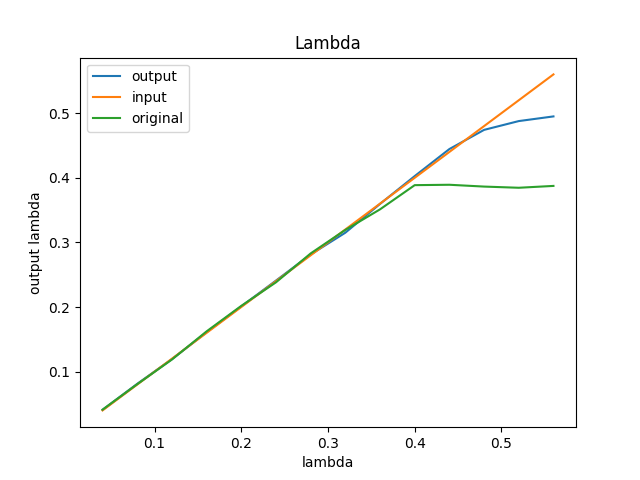 Lambda
output
input
original
output lambda
0.5
0.4
0.3
0.2
0.1
0.1 0.2 0.3 0.4 0.5
lambda